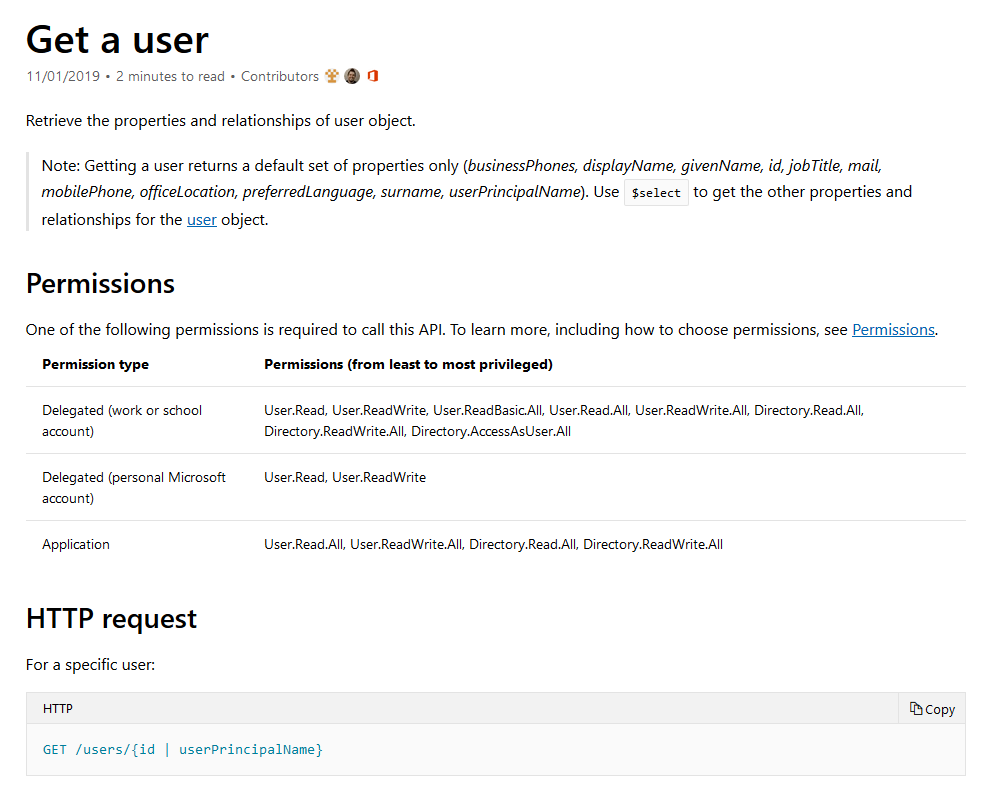 Get a user
11/01/2019 • 2 minutes to read • Contributors
Retrieve the properties and relationships of user object.
Note: Getting a user returns a default set of properties only (businessPhones, displayName, givenName, id, jobTitle, mail,
mobilePhone, officeLocation, preferredLanguage, surname, userPrincipalName). Use $select to get the other properties and
relationships for the user object.
Permissions
One of the following permissions is required to call this API. To learn more, including how to choose permissions, see Permissions.
Permission type Permissions (from least to most privileged)
Delegated (work or school User.Read, User.ReadWrite, User.ReadBasic.All, User.Read.All, User.ReadWrite.All, Directory.Read.All,
account) Directory.ReadWrite.All, Directory.AccessAsUser.All
Delegated (personal Microsoft User.Read, User.ReadWrite
account)
Application User.Read.All, User.ReadWrite.All, Directory.Read.All, Directory.ReadWrite.All
HTTP request
For a specific user:
HTTP Copy
GET /users/{id | userPrincipalName}